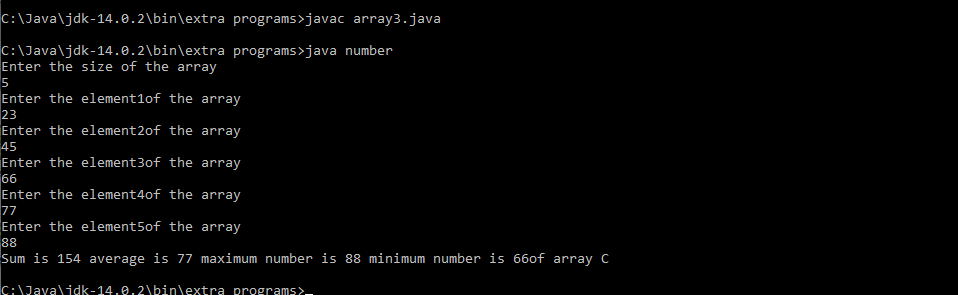 C:\Java\jdk-14.0.2\bin\extra programs>javac array3.java
C:\Java\jdk-14.0.2\bin\extra programs>java number
Enter the size of the array
5
Enter the element1of the array
23
Enter the element2of the array
45
Enter the element3of the array
66
Enter the element4of the array
77
Enter the element5of the array
88
Sum is 154 average is 77 maximum number is 88 minimum number is 66of array C
C:\Java\jdk-14.0.2\bin\extra programs>_